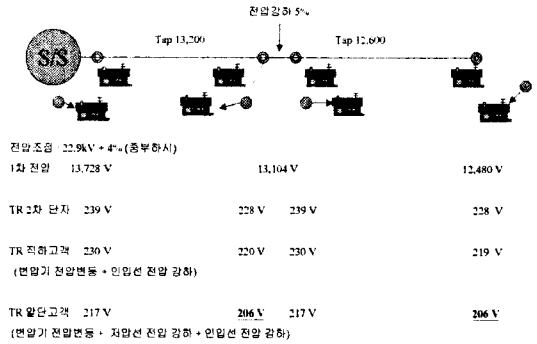 전압강하 5%
Tap 13,200
Tap 12,600
S/S
전압조정 : 22.9kV + 4% (중부하시)
1차 전압 13,728 V 13,104 V 12,480 V
TR 2차 단자 239 V 228 V 239 V 228 V
TR 직하고객 230 V 220 V 230 V 219 V
(변압기 전압변동 + 인입선 전압 강하)
TR 말단고객 217 V 206 V 217 V 206 V
(변압기 전압변동 + 저압선 전압 강하 + 인입선 전압 강하)